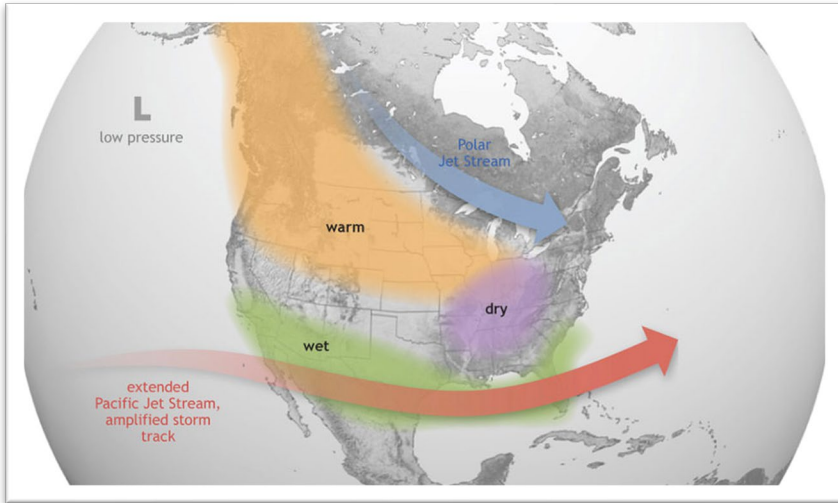 L
low pressure
Polar
Jet Stream
warm
dry
wet
extended
Pacific Jet Stream,
amplified storm
track